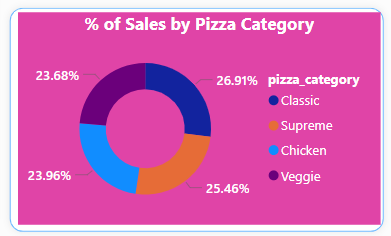 % of Sales by Pizza Category
23.68%
26.91%
23.96%
25.46%
pizza_category
Classic
Supreme
Chicken
Veggie